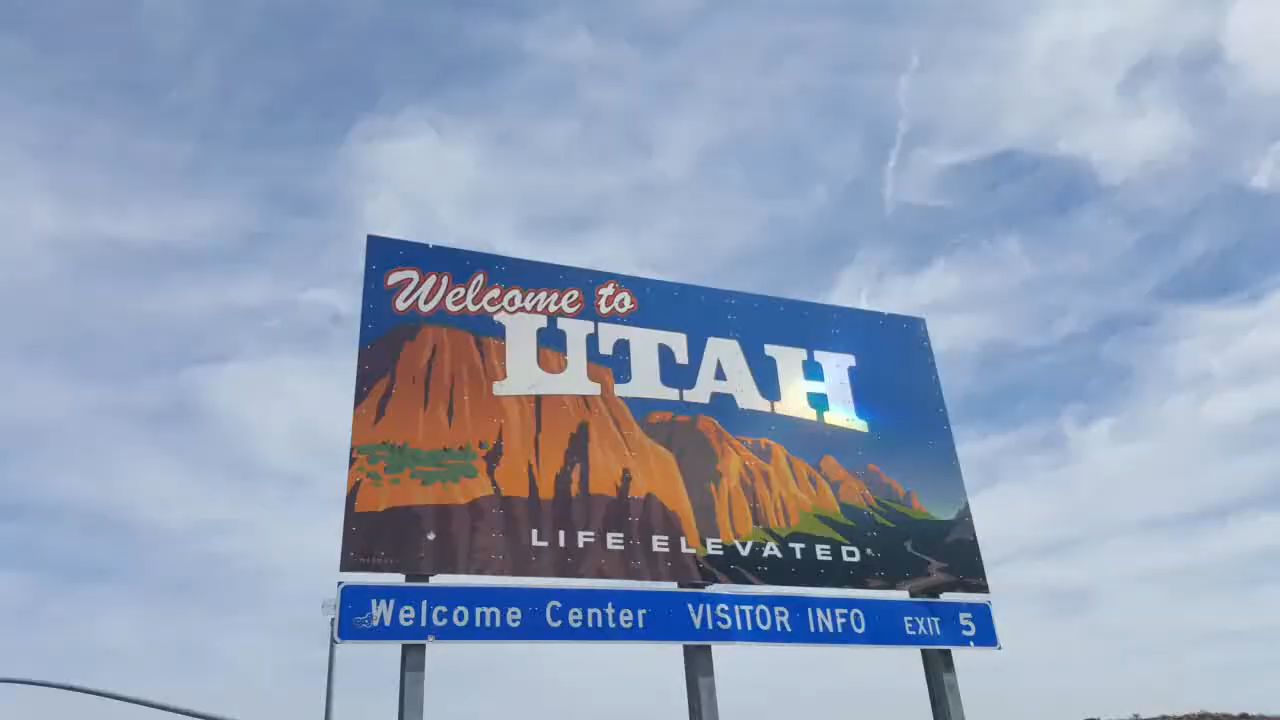 Welcome to
UTAH
LIFE ELEVATED®
Welcome Center VISITOR INFO EXIT 5